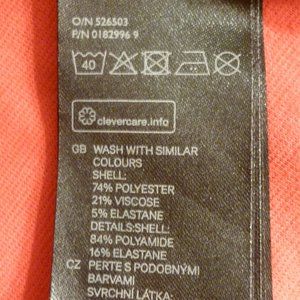 O/N 526503
P/N 0182996 9
40
clevercare.info
GB WASH WITH SIMILAR
COLOURS
SHELL:
74% POLYESTER
21% VISCOSE
5% ELASTANE
DETAILS:SHELL:
84% POLYAMIDE
16% ELASTANE
CZ PERTE S PODOBNÝMI
BARVAMI
SVRCHNÍ LÁTKA: